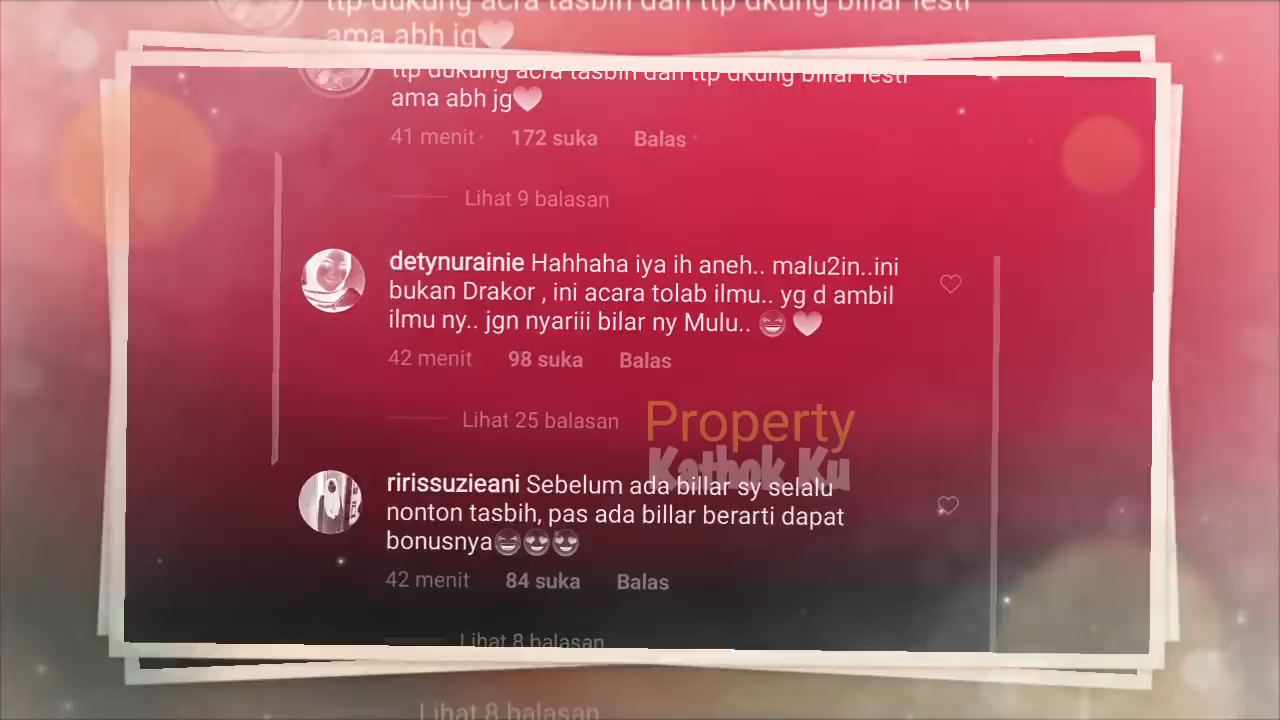 ttp dukung acra tasbih dan ttp dkung billar lesti
ama abh jg
ttp dukung acra tasbih dan ttp dkung billar lesti
ama abh jg🤍
41 menit 172 suka Balas
Lihat 9 balasan
detynurainie Hahhaha iya ih aneh.. malu2in..ini
bukan Drakor , ini acara tolab ilmu.. yg d ambil
ilmu ny.. jgn nyariii bilar ny Mulu.. 😆 🤍
42 menit 98 suka Balas
Lihat 25 balasan
Property
Kathok Ku
ririssuzieani Sebelum ada billar sy selalu
nonton tasbih, pas ada billar berarti dapat
bonusnya😄😍😍
42 menit 84 suka Balas
Lihat 8 balasan
Lihat 8 balasan